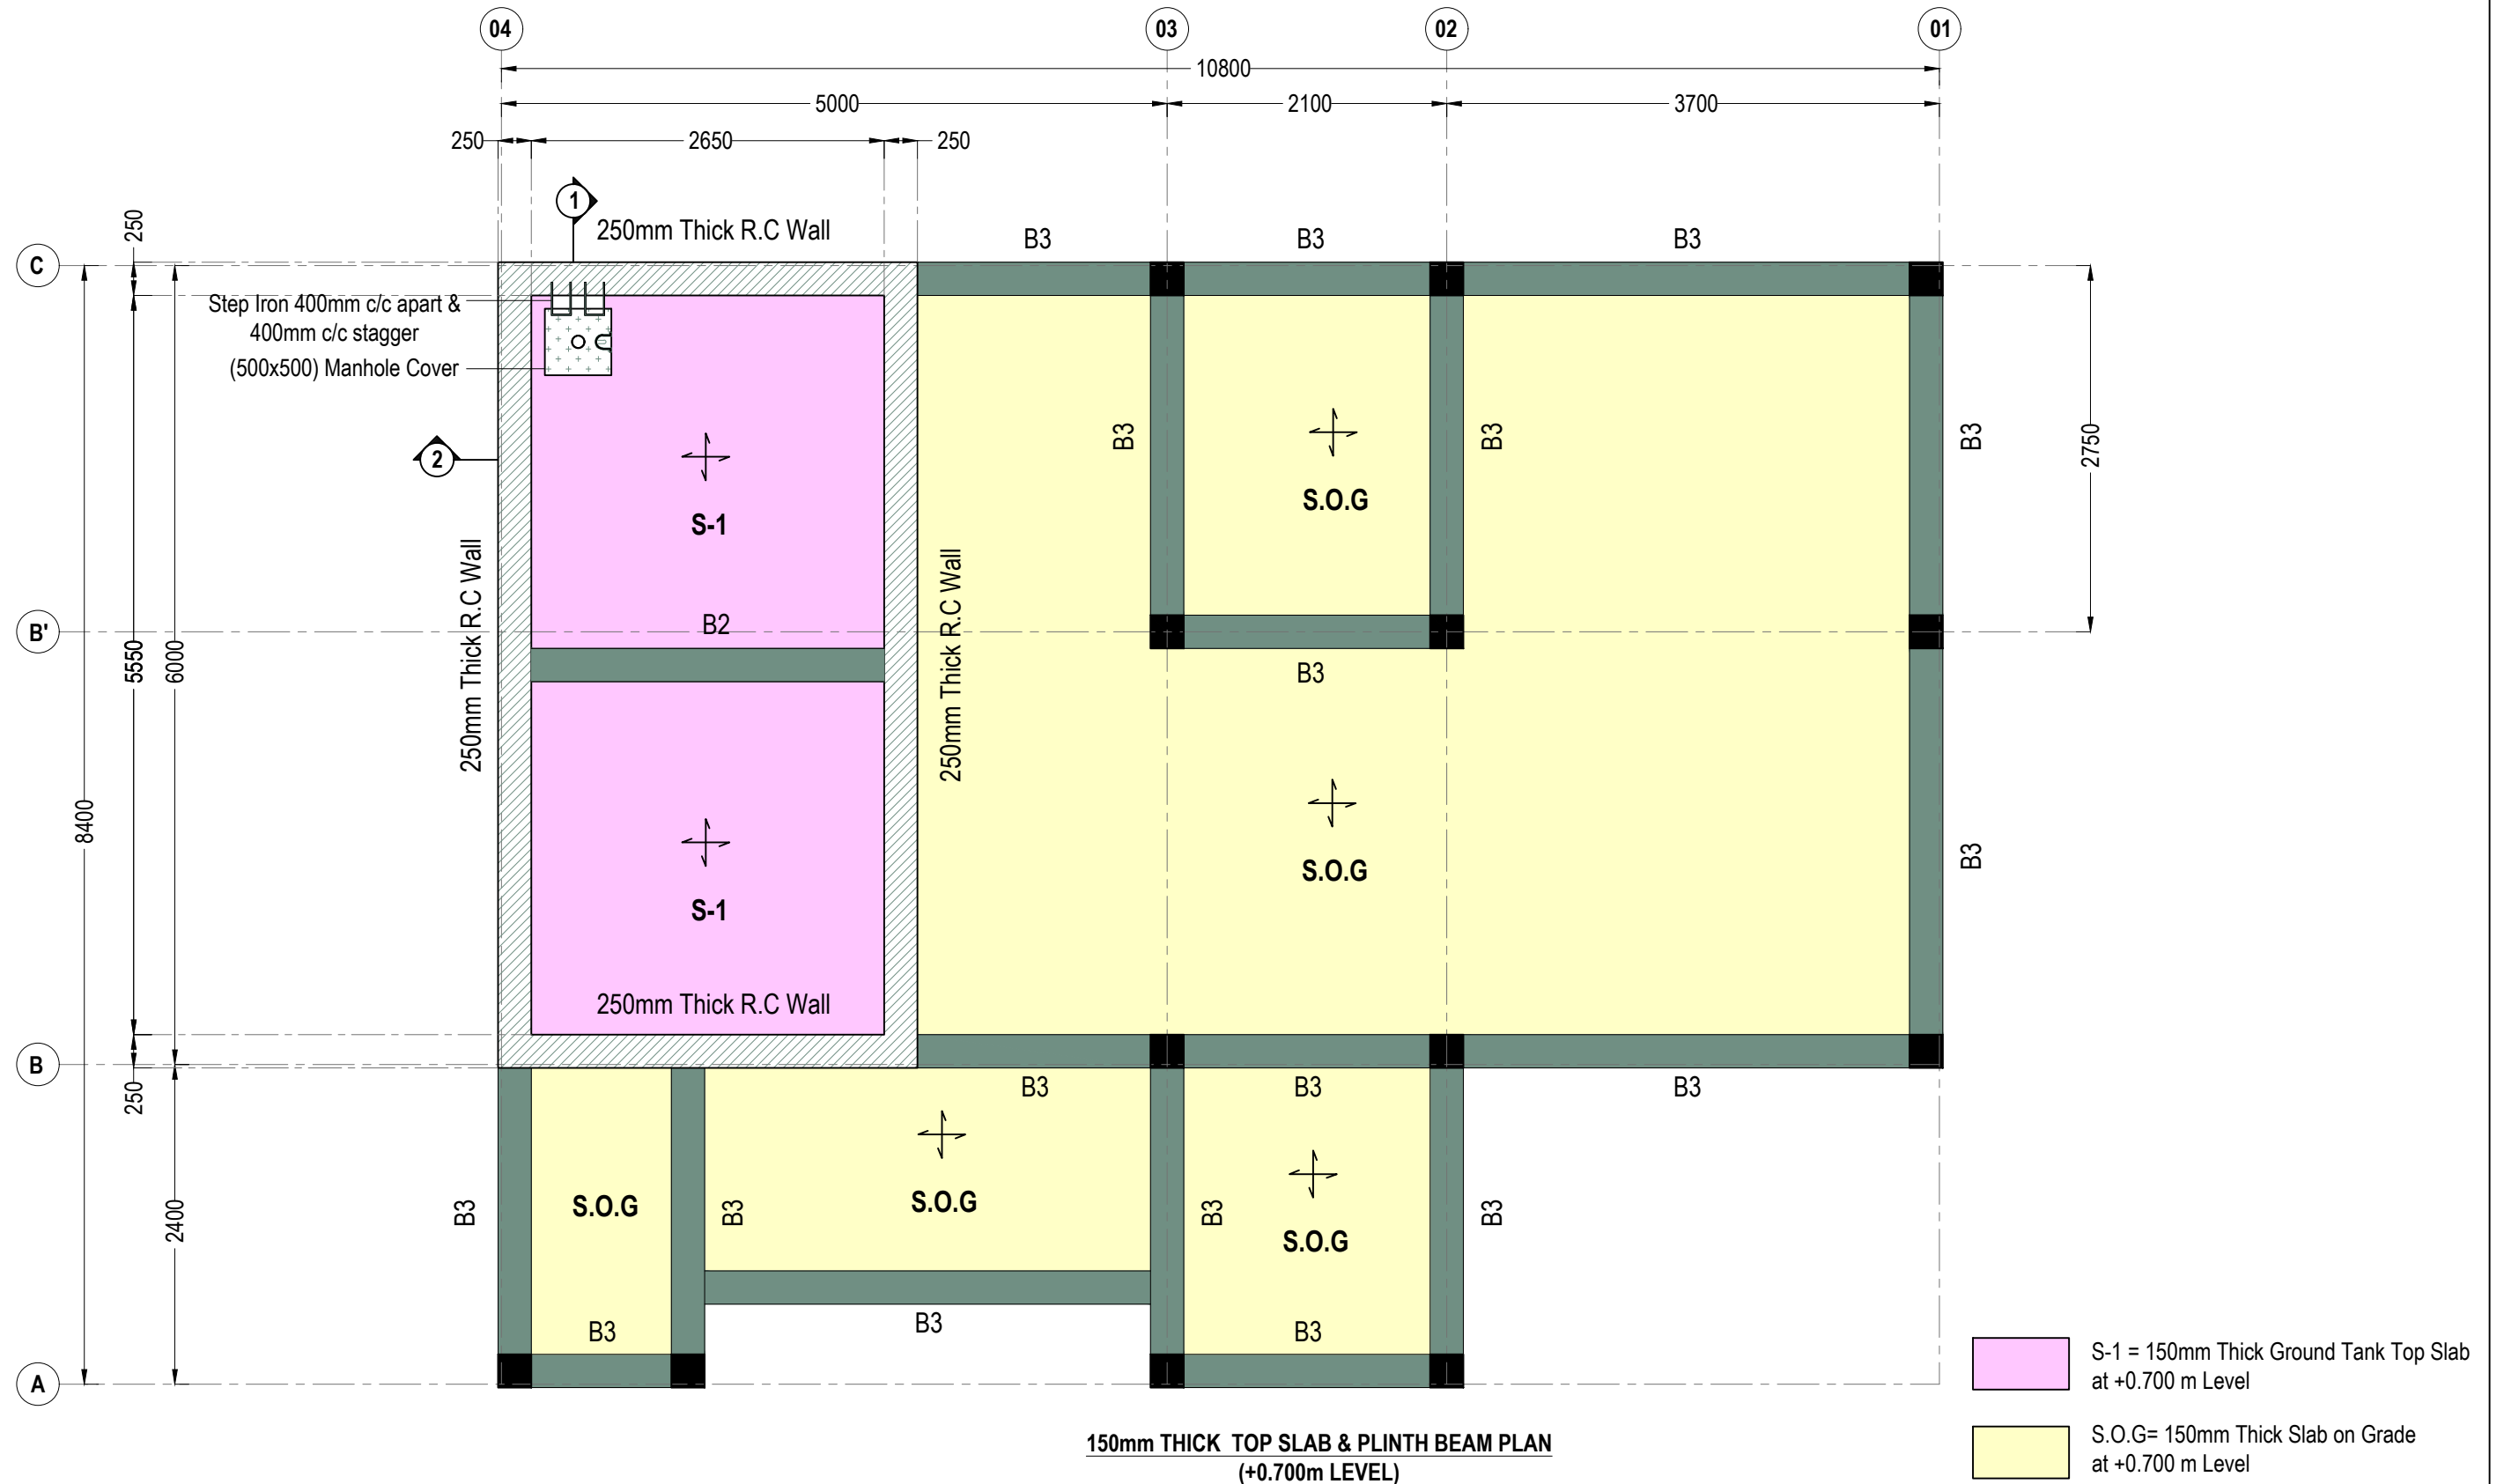 04
03
02
01
10800
5000
2100
3700
250
2650
250
1
250mm Thick R.C Wall
B3
B3
B3
250
C
Step Iron 400mm c/c apart &
400mm c/c stagger
(500x500) Manhole Cover
2
B3
B3
B3
2750
S.O.G
S-1
250mm Thick R.C Wall
250mm Thick R.C Wall
B'
B2
5550
6000
B3
8400
B3
S.O.G
S-1
250mm Thick R.C Wall
B
250
B3
B3
B3
2400
B3
S.O.G
B3
S.O.G
B3
S.O.G
B3
B3
B3
B3
A
S-1 = 150mm Thick Ground Tank Top Slab
at +0.700 m Level
150mm THICK TOP SLAB & PLINTH BEAM PLAN
(+0.700m LEVEL)
S.O.G= 150mm Thick Slab on Grade
at +0.700 m Level